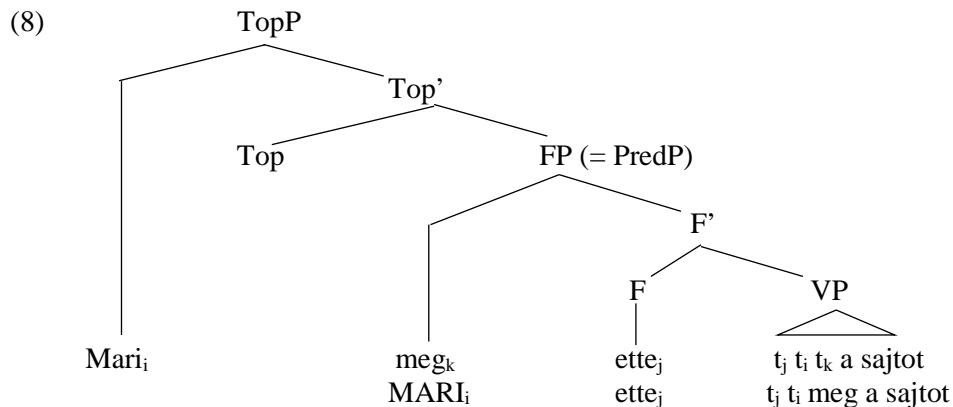 (8) TopP
Top’
Top FP (= PredP)
F’
F VP
Mariᵢ megₖ etteⱼ tⱼ tᵢ tₖ a sajtot
MARIᵢ etteⱼ tⱼ tᵢ meg a sajtot